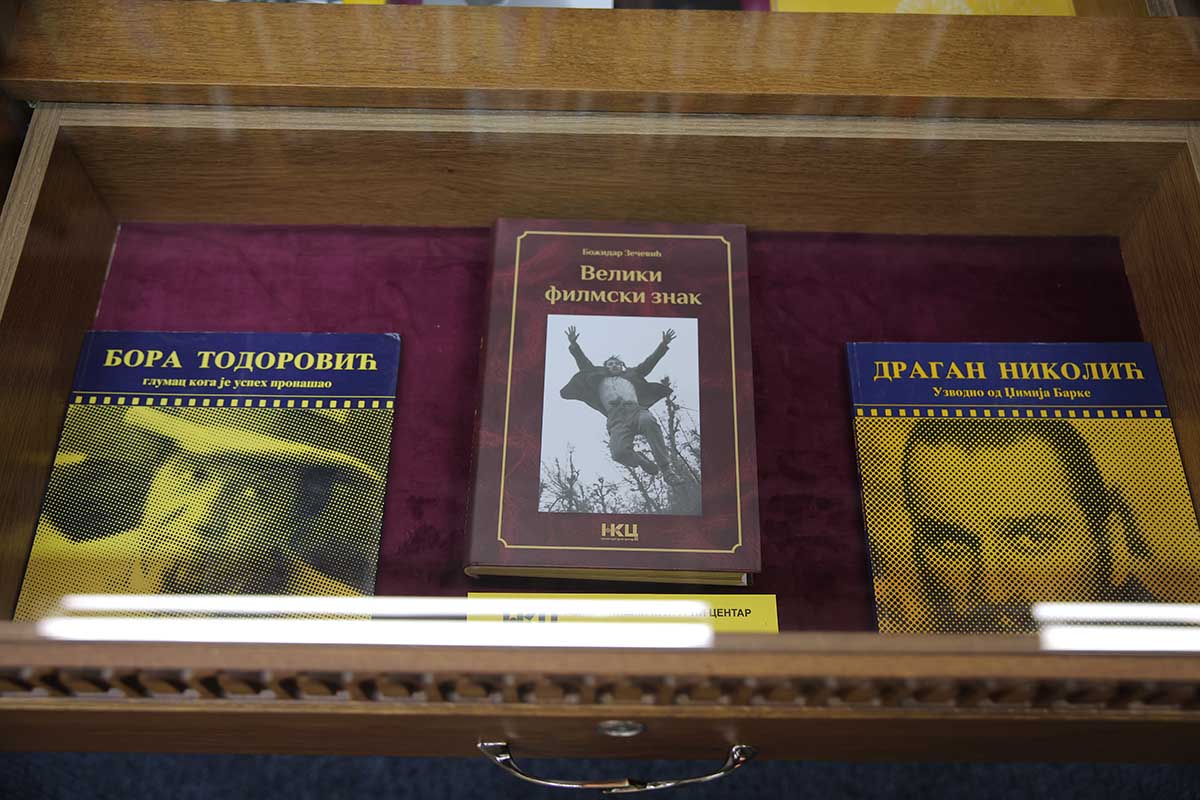 БОРА ТОДОРОВИЋ
глумац кога је успех пронашао
Божидар Зечевић
Велики
филмски знак
НКЦ
НКЦ
ЦЕНТАР
ДРАГАН НИКОЛИЋ
Узводно од Џимија Барке